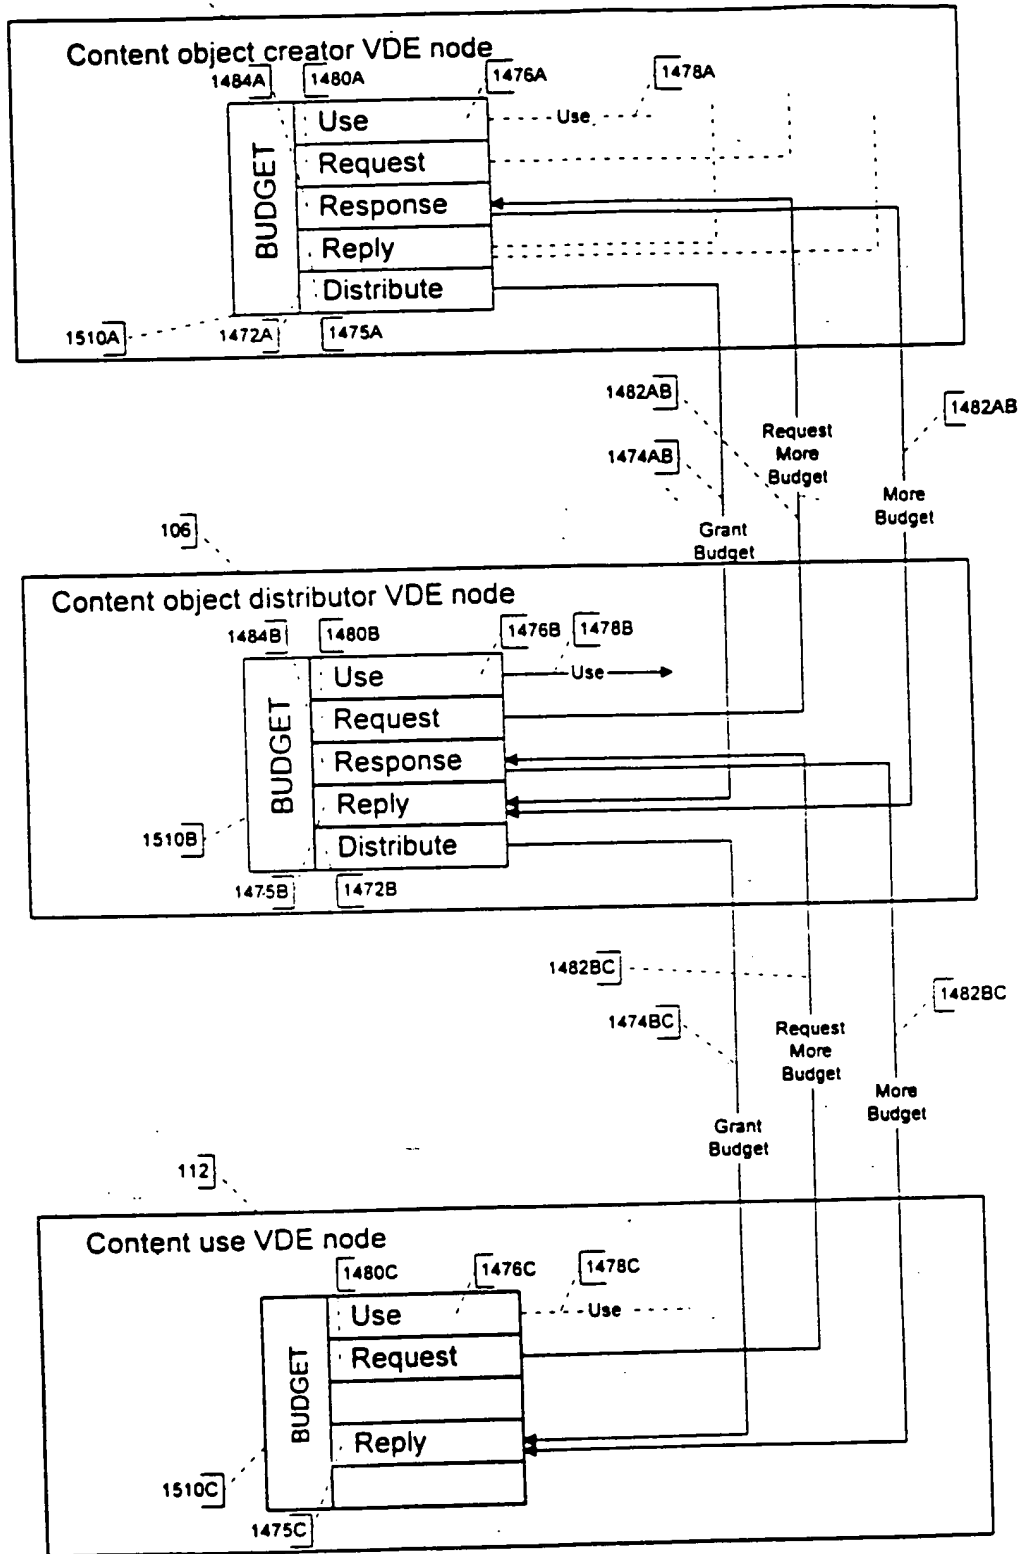 Content object creator VDE node
1484A
1480A
1476A
1478A
BUDGET
Use
Use
Request
Response
Reply
Distribute
1510A
1472A
1475A
1482AB
1482AB
Request
More
Budget
1474AB
More
Budget
Grant
Budget
106
Content object distributor VDE node
1484B
1480B
1476B
1478B
BUDGET
Use
Use
Request
Response
Reply
Distribute
1510B
1475B
1472B
1482BC
1482BC
1474BC
Request
More
Budget
More
Budget
Grant
Budget
112
Content use VDE node
1480C
1476C
1478C
BUDGET
Use
Use
Request
Reply
1510C
1475C